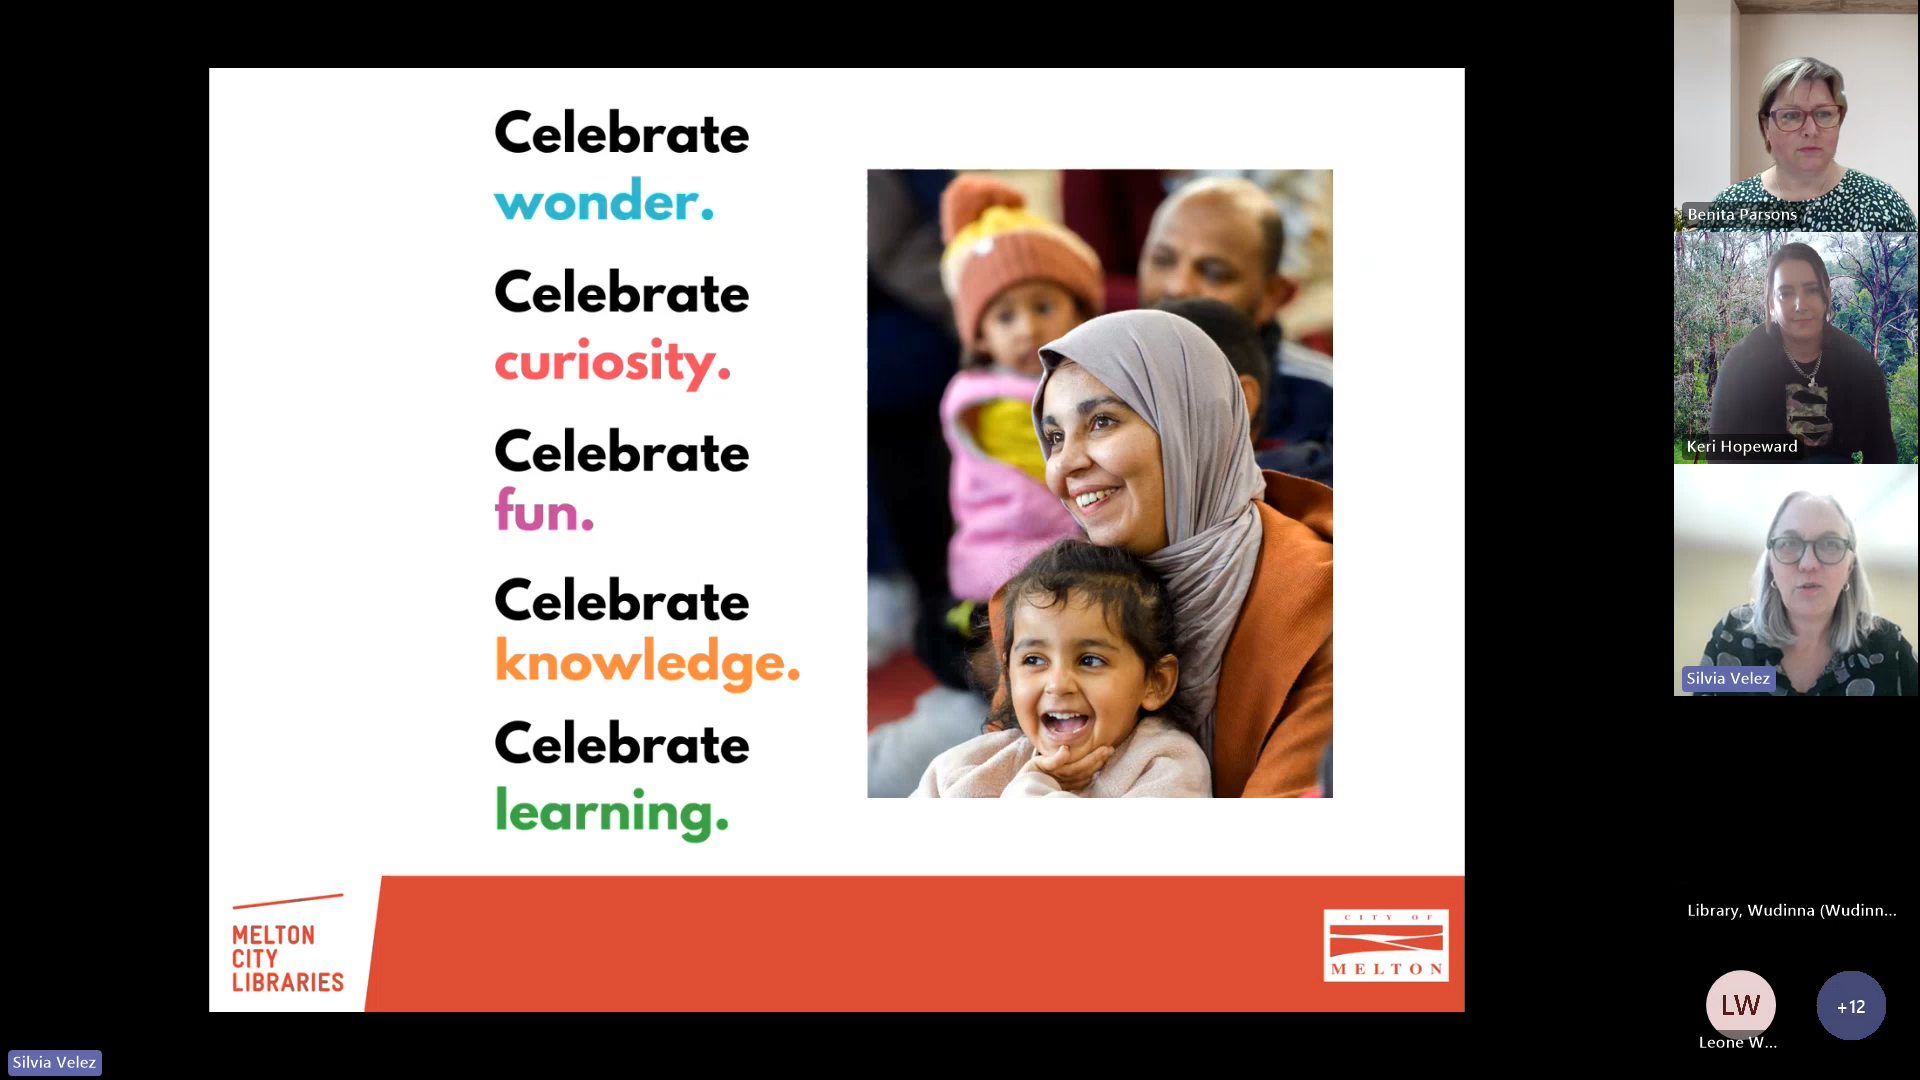 Celebrate
wonder.
Celebrate
curiosity.
Celebrate
fun.
Celebrate
knowledge.
Celebrate
learning.
MELTON
CITY
LIBRARIES
CITY OF
MELTON
Benita Parsons
Keri Hopeward
Silvia Velez
Library, Wudinna (Wudinn...
LW
Leone W...
+12
Silvia Velez